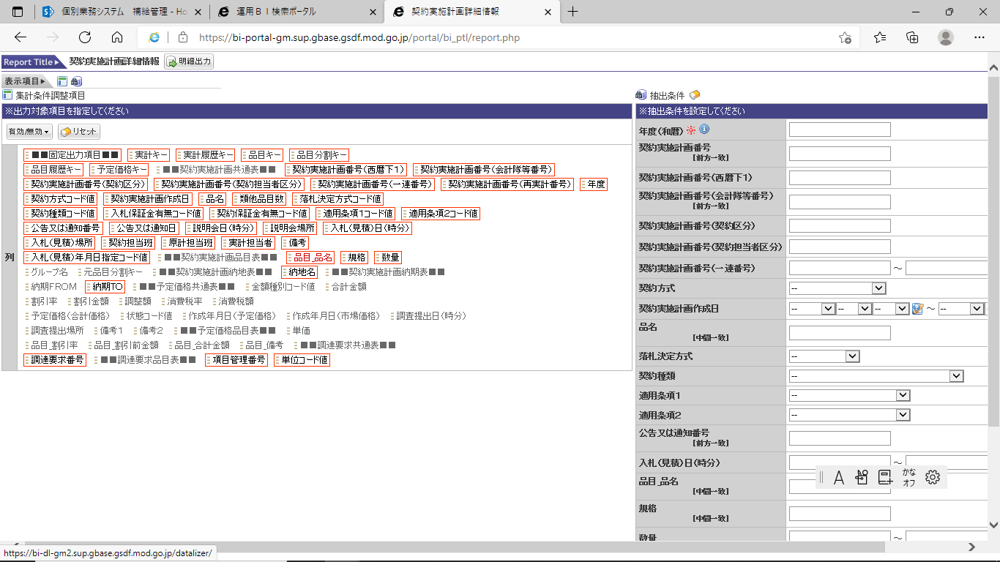 個別業務システム　補給管理 - Ho
運用ＢＩ検索ポータル
契約実施計画詳細情報
https://bi-portal-gm.sup.gbase.gsdf.mod.go.jp/portal/bi_ptl/report.php
Report Title▶ 契約実施計画詳細情報 明細出力
表示項目▶
集計条件調整項目
※出力対象項目を指定してください
有効/無効▼ リセット
列
■■固定出力項目■■ 実計キー 実計履歴キー 品目キー 品目分割キー
品目履歴キー 予定価格キー ■■契約実施計画共通表■■ 契約実施計画番号(西暦下1) 契約実施計画番号(会計隊等番号)
契約実施計画番号(契約区分) 契約実施計画番号(契約担当者区分) 契約実施計画番号(一連番号) 契約実施計画番号(再実計番号) 年度
契約方式コード値 契約実施計画作成日 品名 類他品目数 落札決定方式コード値
契約種類コード値 入札保証金有無コード値 契約保証金有無コード値 適用条項1コード値 適用条項2コード値
公告又は通知番号 公告又は通知日 説明会日(時分) 説明会場所 入札(見積)日(時分)
入札(見積)場所 契約担当班 原計担当班 実計担当者 備考
入札(見積)年月日指定コード値 ■■契約実施計画品目表■■ 品目_品名 規格 数量
グループ名 元品目分割キー ■■契約実施計画納地表■■ 納地名 ■■契約実施計画納期表■■
納期FROM 納期TO ■■予定価格共通表■■ 金額種別コード値 合計金額
割引率 割引金額 調整額 消費税率 消費税額
予定価格(合計価格) 状態コード値 作成年月日(予定価格) 作成年月日(市場価格) 調査提出日(時分)
調査提出場所 備考1 備考2 ■■予定価格品目表■■ 単価
品目_割引率 品目_割引前金額 品目_合計金額 品目_備考 ■■調達要求共通表■■
調達要求番号 ■■調達要求品目表■■ 項目管理番号 単位コード値
抽出条件
※抽出条件を設定してください
年度(和暦)
契約実施計画番号
[前方一致]
契約実施計画番号(西暦下1)
契約実施計画番号(会計隊等番号)
[前方一致]
契約実施計画番号(契約区分)
契約実施計画番号(契約担当者区分)
契約実施計画番号(一連番号) ～
契約方式 --
契約実施計画作成日 -- -- -- ～ --
品名
[中間一致]
落札決定方式 --
契約種類 --
適用条項1 --
適用条項2 --
公告又は通知番号
[前方一致]
入札(見積)日(時分) ～
品目_品名
[中間一致]
規格
[中間一致]
数量 ～
A かな
オフ
https://bi-dl-gm2.sup.gbase.gsdf.mod.go.jp/datalizer/